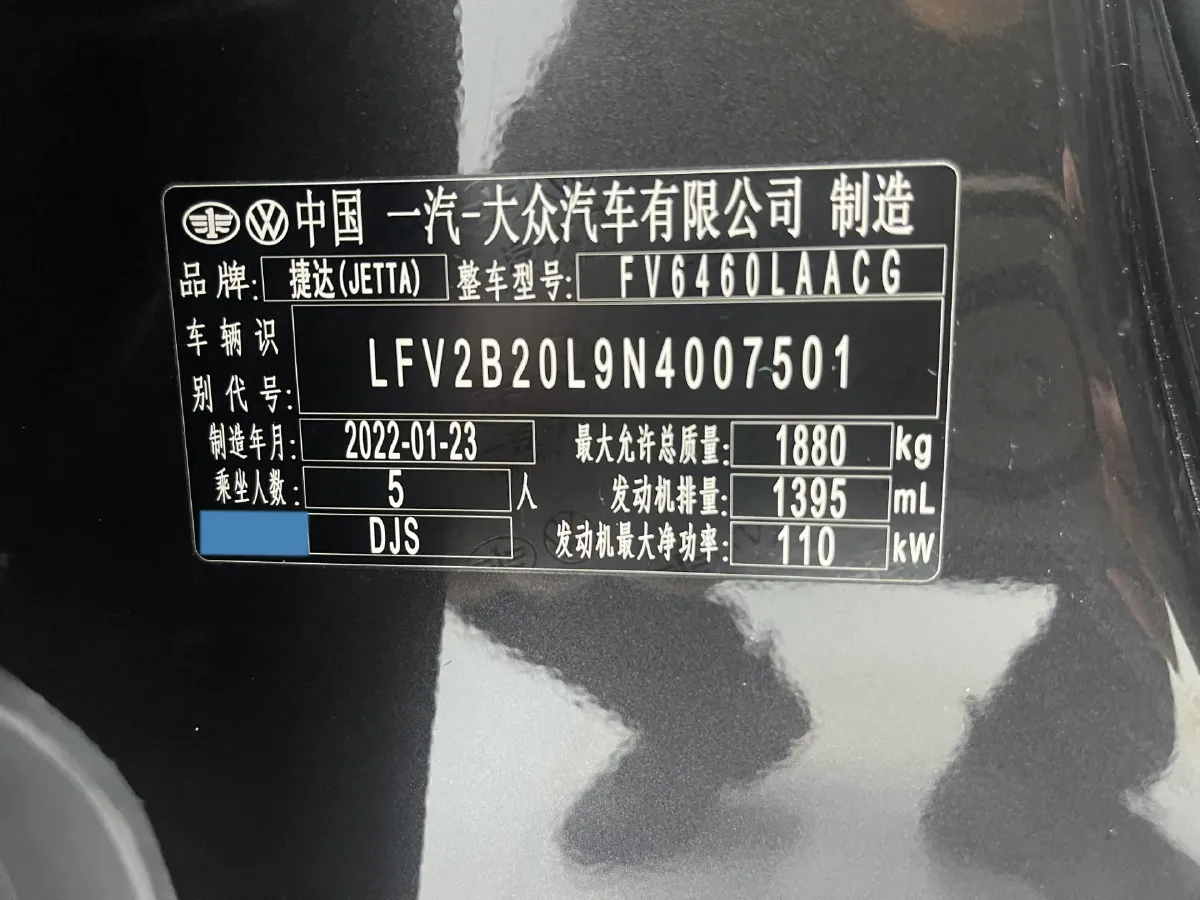 中国 一汽-大众汽车有限公司 制造
品牌: 捷达(JETTA) 整车型号: FV6460LAACG
车辆识别代号: LFV2B20L9N4007501
制造年月: 2022-01-23 最大允许总质量: 1880 kg
乘坐人数: 5 人 发动机排量: 1395 mL
DJS 发动机最大净功率: 110 kW